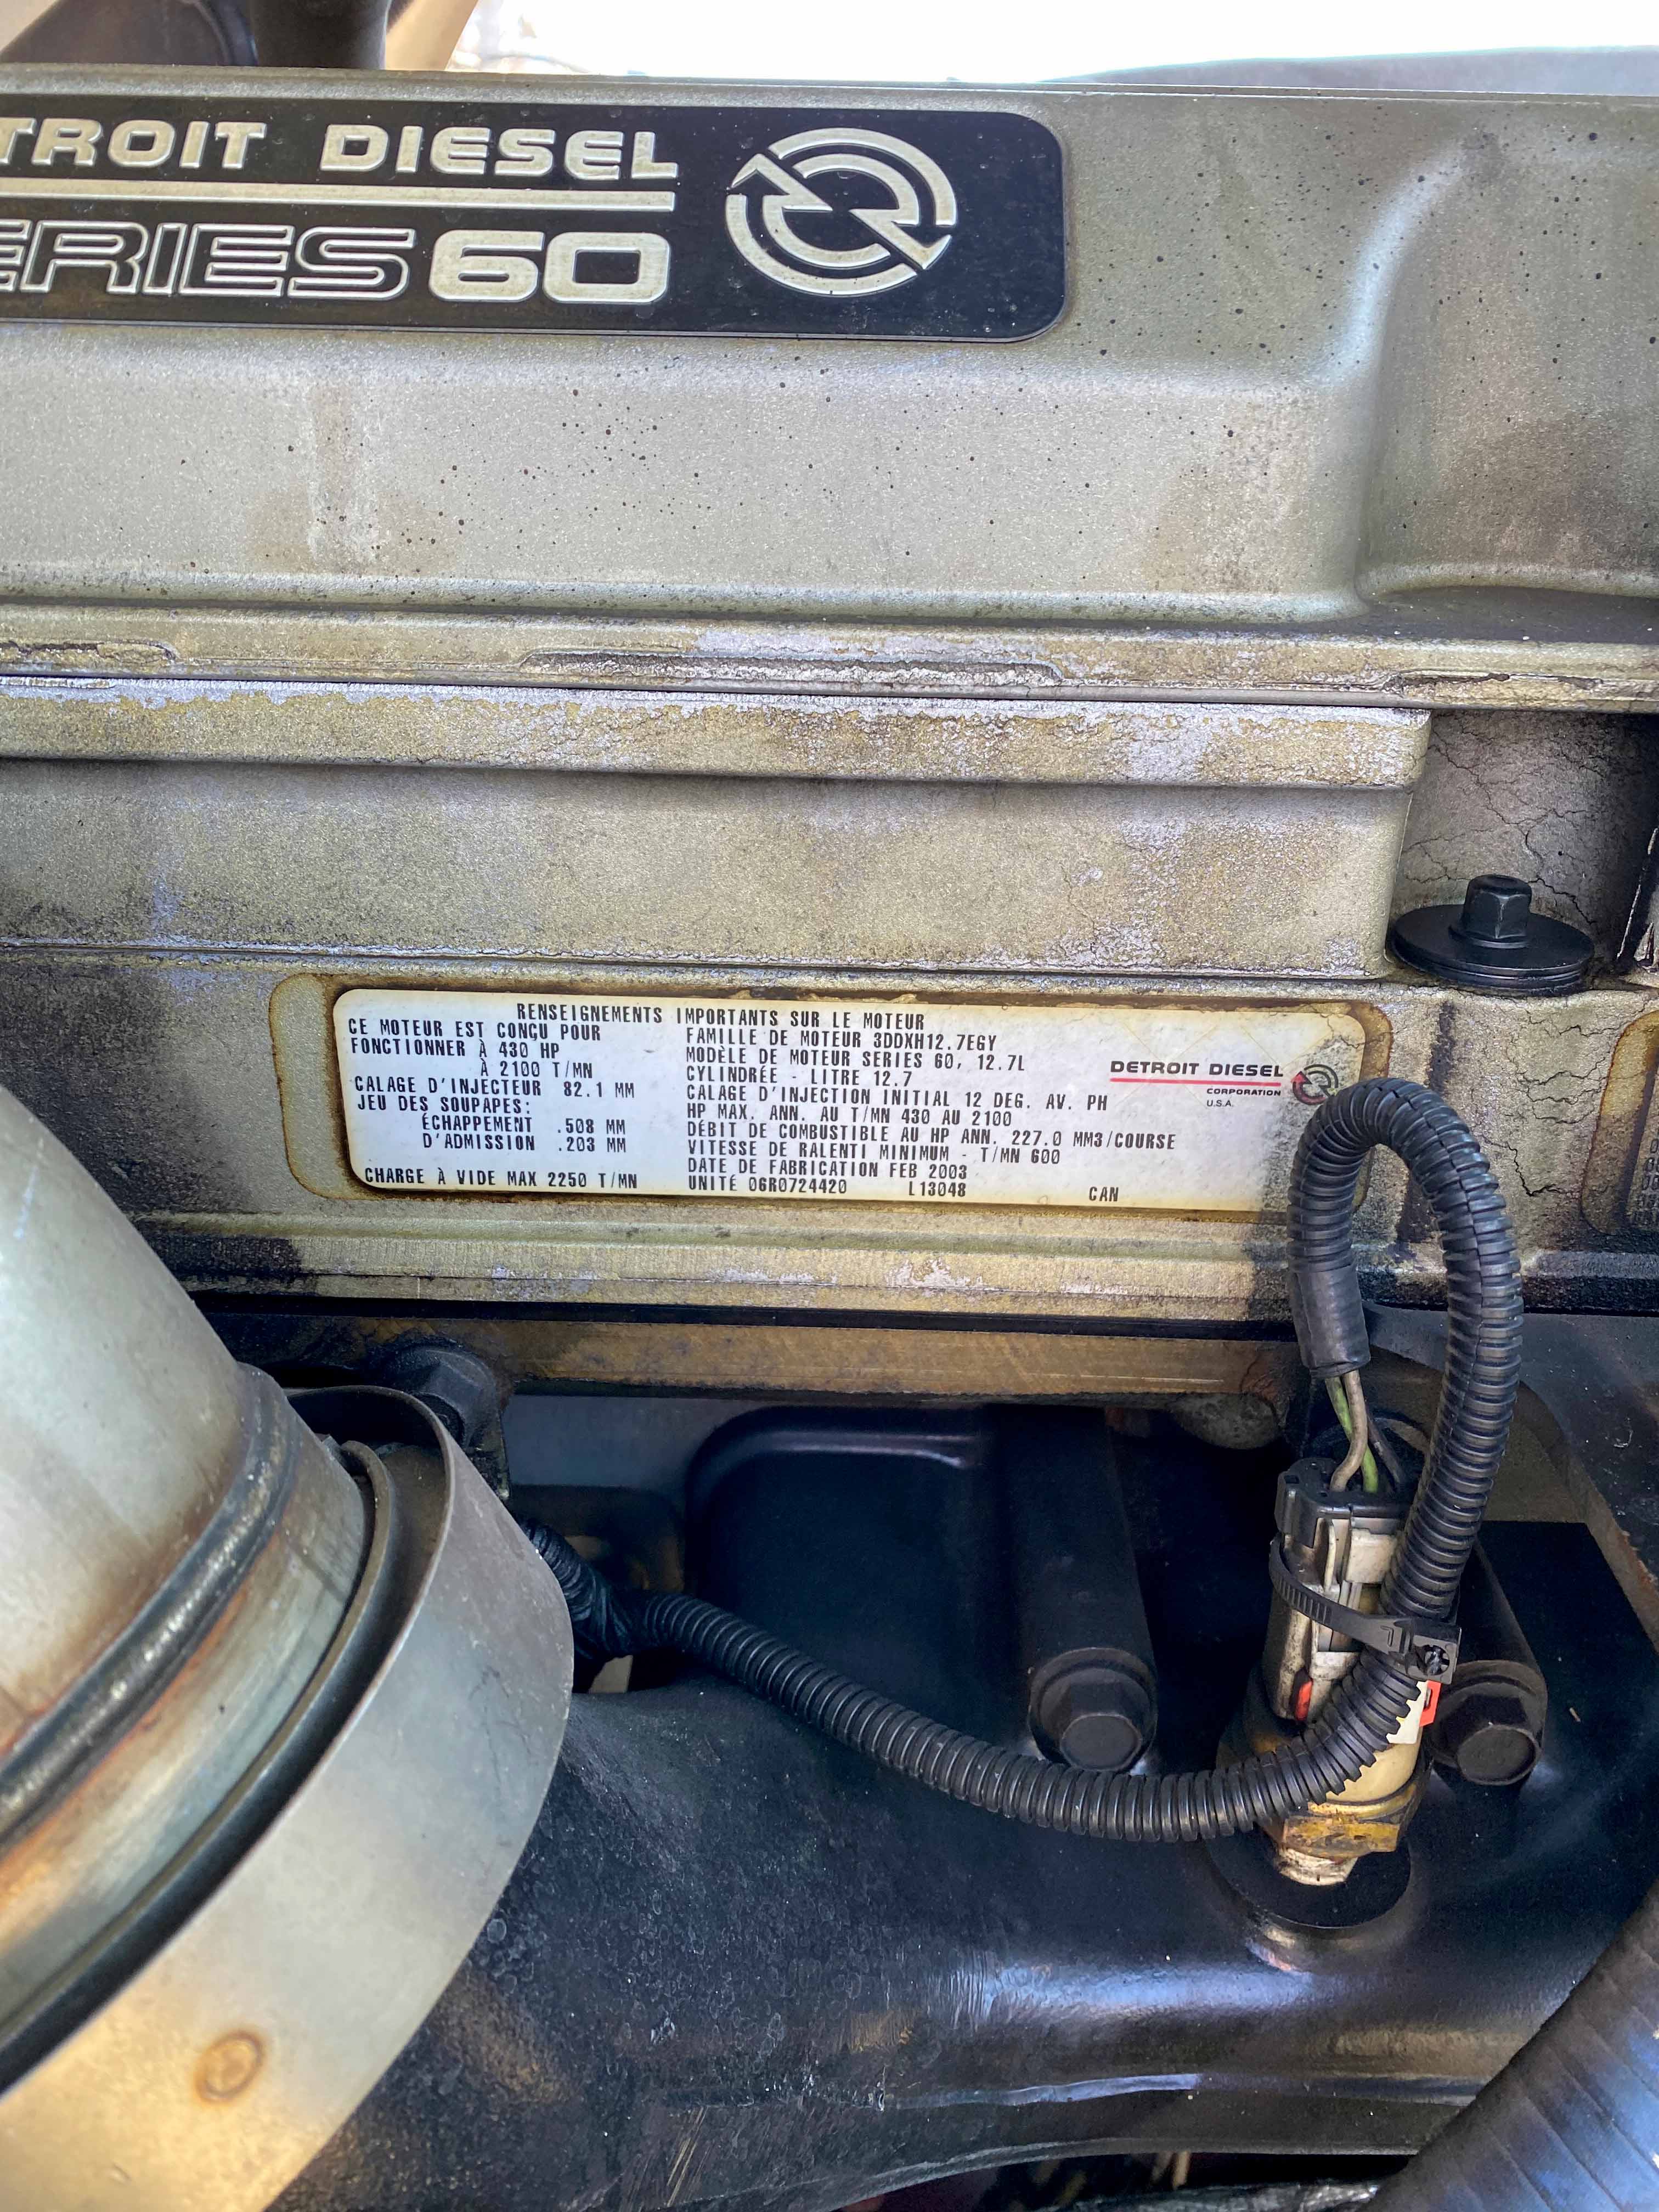 TROIT DIESEL
ERIES 60
RENSEIGNEMENTS IMPORTANTS SUR LE MOTEUR
CE MOTEUR EST CONÇU POUR
FONCTIONNER À 430 HP
À 2100 T/MN
CALAGE D'INJECTEUR 82.1 MM
JEU DES SOUPAPES:
ÉCHAPPEMENT .508 MM
D'ADMISSION .203 MM
CHARGE À VIDE MAX 2250 T/MN
FAMILLE DE MOTEUR 3DDXH12.7EGY
MODÈLE DE MOTEUR SERIES 60, 12.7L
CYLINDRÉE - LITRE 12.7
CALAGE D'INJECTION INITIAL 12 DEG. AV. PH
HP MAX. ANN. AU T/MN 430 AU 2100
DÉBIT DE COMBUSTIBLE AU HP ANN. 227.0 MM3/COURSE
VITESSE DE RALENTI MINIMUM - T/MN 600
DATE DE FABRICATION FEB 2003
UNITÉ 06R0724420 L13048 CAN
DETROIT DIESEL
CORPORATION
U.S.A.